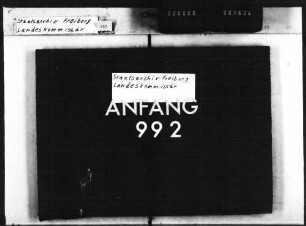 Staatsarchiv Freiburg
Landeskommissär
Staatsarchiv Freiburg
Landeskommissär
ANFANG
992